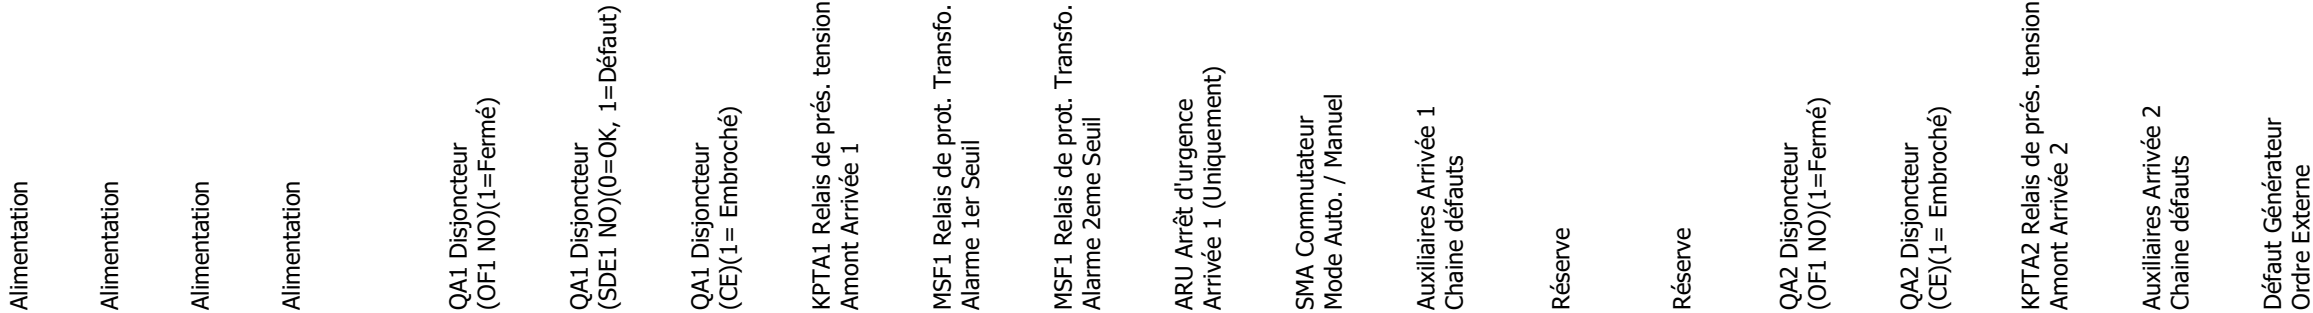 Alimentation
Alimentation
Alimentation
Alimentation
QA1 Disjoncteur
(OF1 NO)(1=Fermé)
QA1 Disjoncteur
(SDE1 NO)(0=OK, 1=Défaut)
QA1 Disjoncteur
(CE)(1= Embroché)
KPTA1 Relais de prés. tension
Amont Arrivée 1
MSF1 Relais de prot. Transfo.
Alarme 1er Seuil
MSF1 Relais de prot. Transfo.
Alarme 2eme Seuil
ARU Arrêt d'urgence
Arrivée 1 (Uniquement)
SMA Commutateur
Mode Auto. / Manuel
Auxiliaires Arrivée 1
Chaine défauts
Réserve
Réserve
QA2 Disjoncteur
(OF1 NO)(1=Fermé)
QA2 Disjoncteur
(CE)(1= Embroché)
KPTA2 Relais de prés. tension
Amont Arrivée 2
Auxiliaires Arrivée 2
Chaine défauts
Défaut Générateur
Ordre Externe